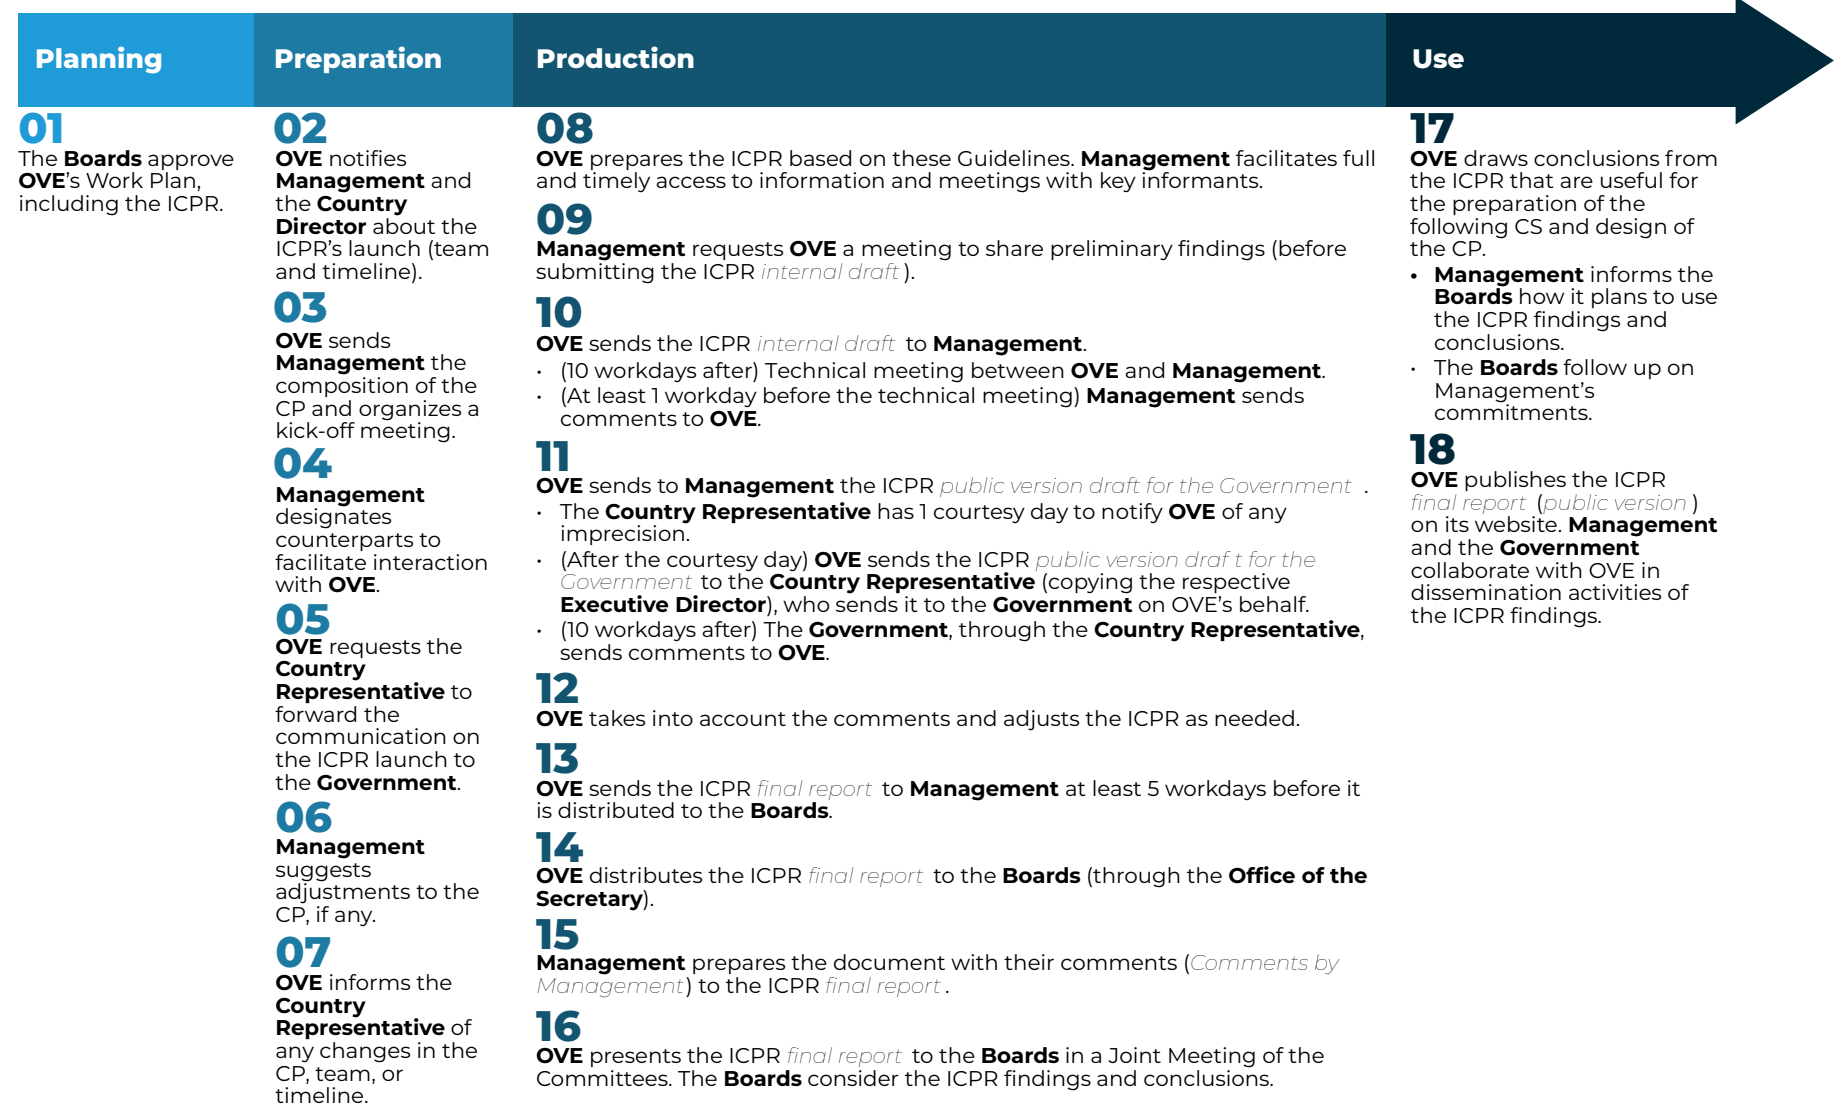 Planning
Preparation
Production
Use
01
The Boards approve
OVE's Work Plan,
including the ICPR.
02
OVE notifies
Management and
the Country
Director about the
ICPR's launch (team
and timeline).
03
OVE sends
Management the
composition of the
CP and organizes a
kick-off meeting.
04
Management
designates
counterparts to
facilitate interaction
with OVE.
05
OVE requests the
Country
Representative to
forward the
communication on
the ICPR launch to
the Government.
06
Management
suggests
adjustments to the
CP, if any.
07
OVE informs the
Country
Representative of
any changes in the
CP, team, or
timeline.
08
OVE prepares the ICPR based on these Guidelines. Management facilitates full
and timely access to information and meetings with key informants.
09
Management requests OVE a meeting to share preliminary findings (before
submitting the ICPR internal draft ).
10
OVE sends the ICPR internal draft to Management.
• (10 workdays after) Technical meeting between OVE and Management.
• (At least 1 workday before the technical meeting) Management sends
comments to OVE.
11
OVE sends to Management the ICPR public version draft for the Government .
• The Country Representative has 1 courtesy day to notify OVE of any
imprecision.
• (After the courtesy day) OVE sends the ICPR public version draf t for the
Government to the Country Representative (copying the respective
Executive Director), who sends it to the Government on OVE's behalf.
• (10 workdays after) The Government, through the Country Representative,
sends comments to OVE.
12
OVE takes into account the comments and adjusts the ICPR as needed.
13
OVE sends the ICPR final report to Management at least 5 workdays before it
is distributed to the Boards.
14
OVE distributes the ICPR final report to the Boards (through the Office of the
Secretary).
15
Management prepares the document with their comments (Comments by
Management) to the ICPR final report .
16
OVE presents the ICPR final report to the Boards in a Joint Meeting of the
Committees. The Boards consider the ICPR findings and conclusions.
17
OVE draws conclusions from
the ICPR that are useful for
the preparation of the
following CS and design of
the CP.
• Management informs the
Boards how it plans to use
the ICPR findings and
conclusions.
• The Boards follow up on
Management's
commitments.
18
OVE publishes the ICPR
final report (public version )
on its website. Management
and the Government
collaborate with OVE in
dissemination activities of
the ICPR findings.